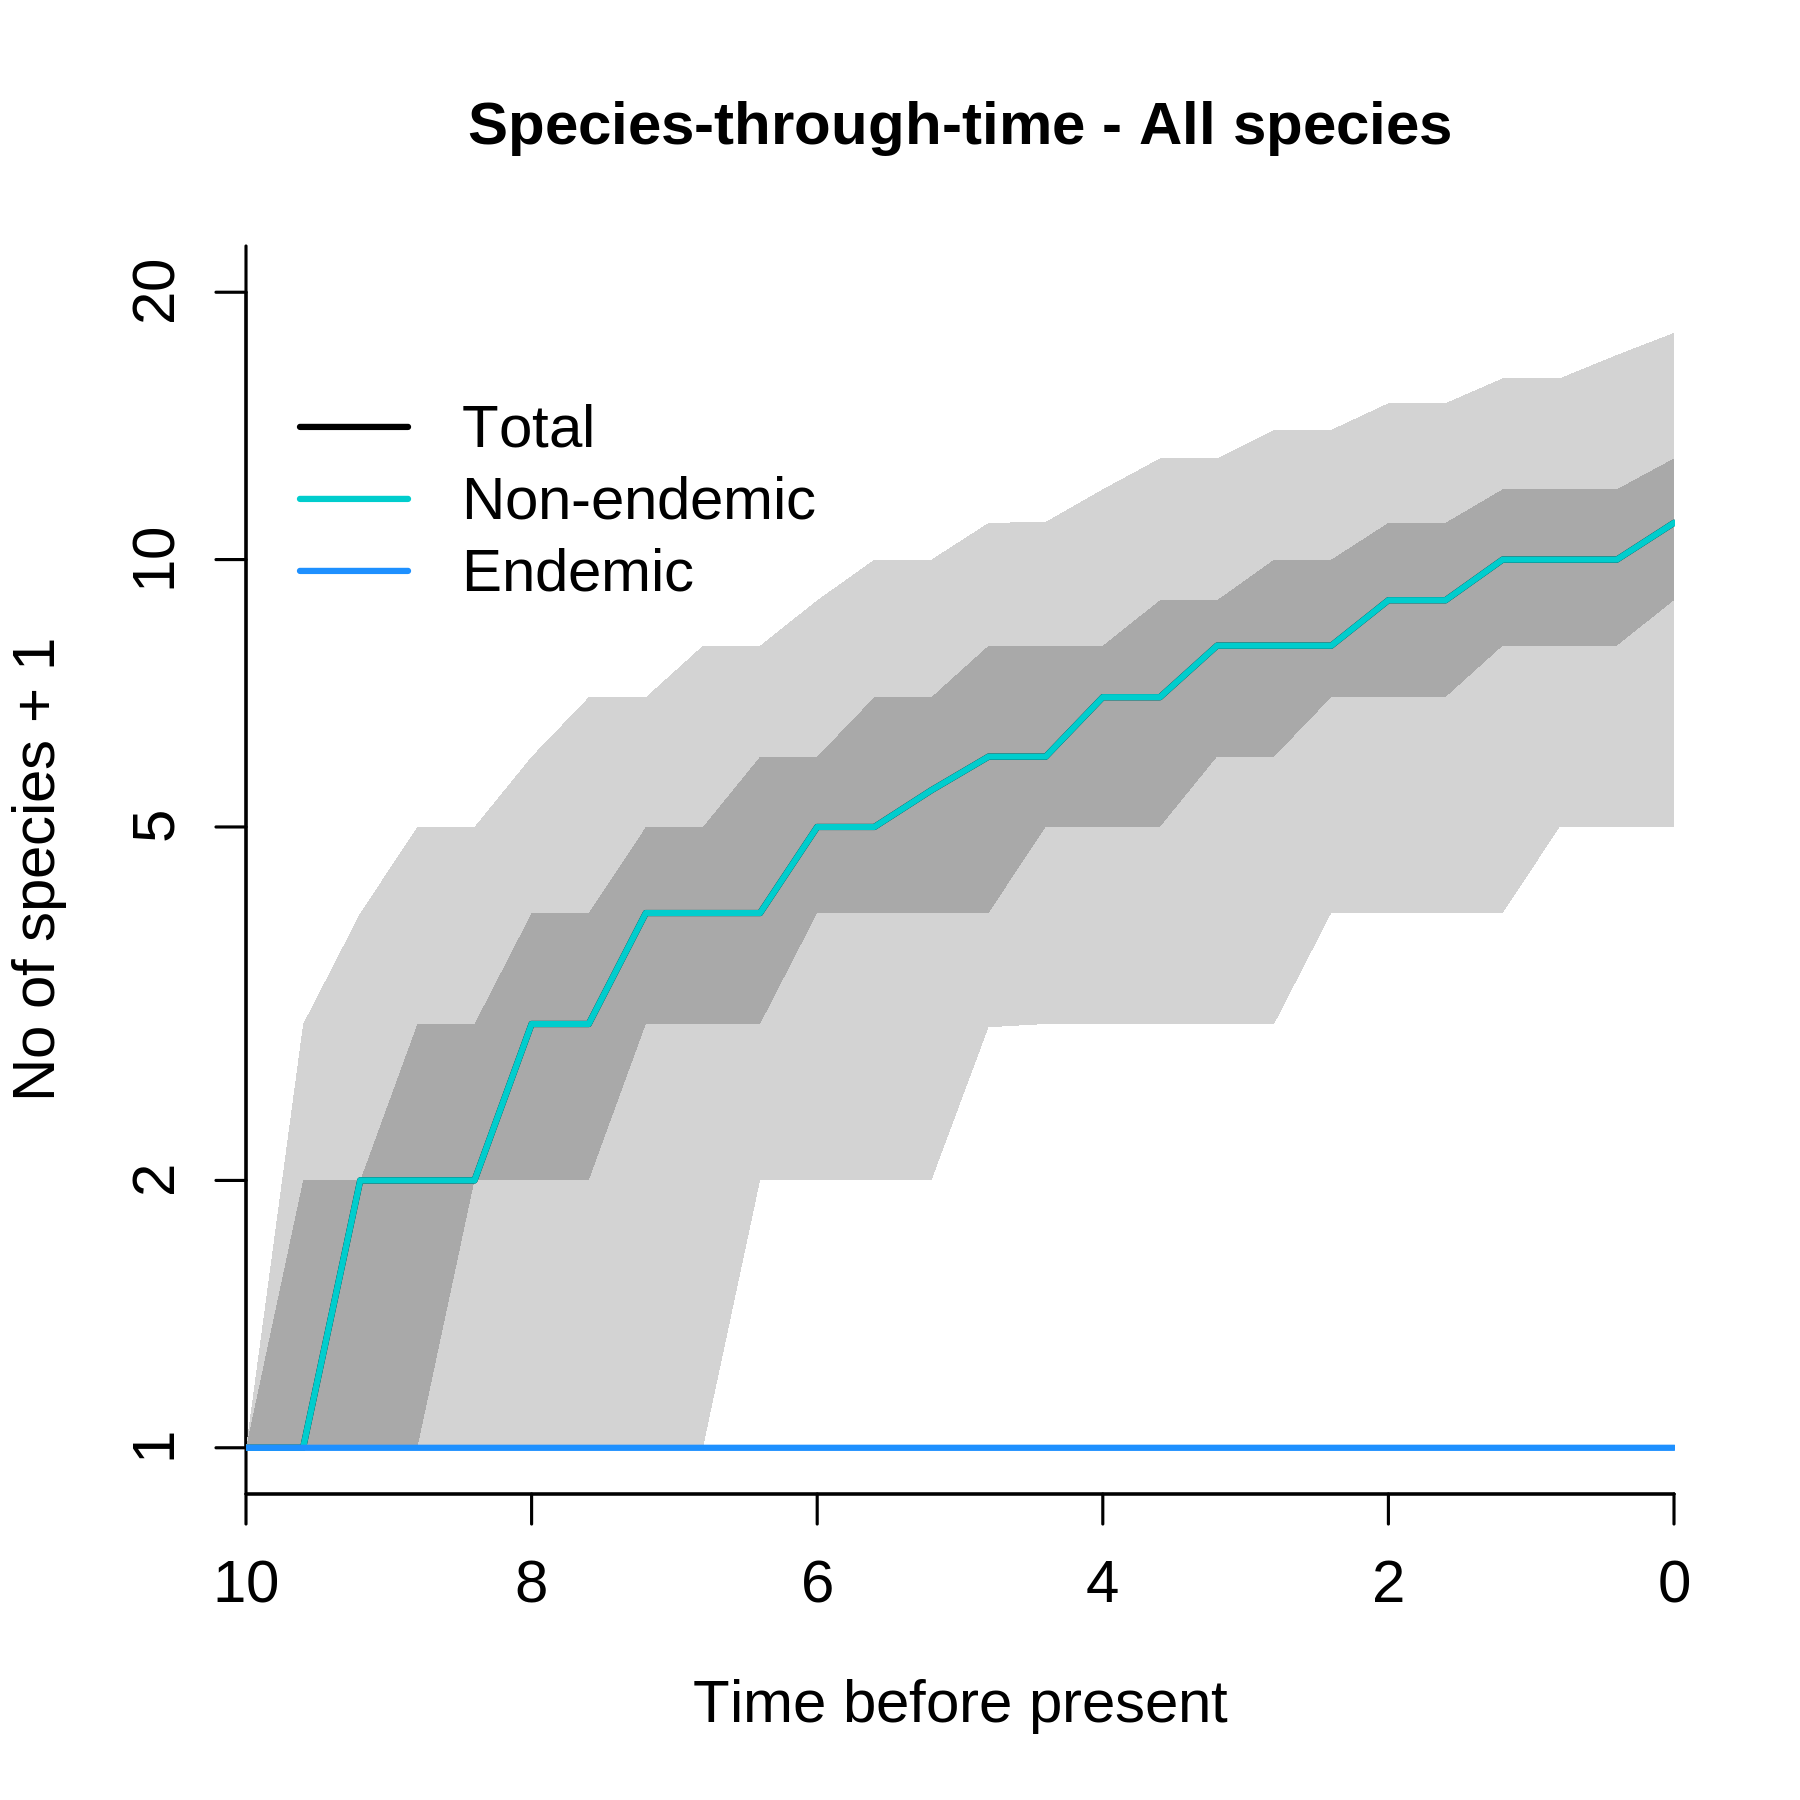 Species-through-time - All species
20
10
5
2
1
No of species + 1
Total
Non-endemic
Endemic
10 8 6 4 2 0
Time before present